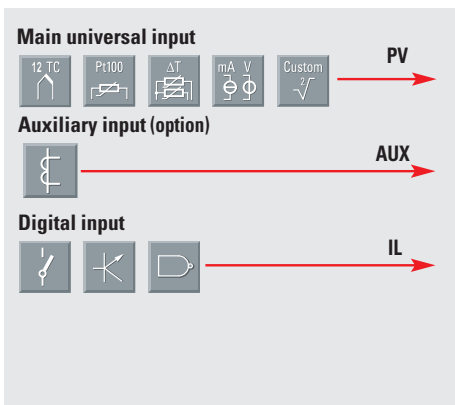 Main universal input
PV
12 TC Pt100 ΔT mA V Custom
2√
Auxiliary input (option)
AUX
Digital input
IL